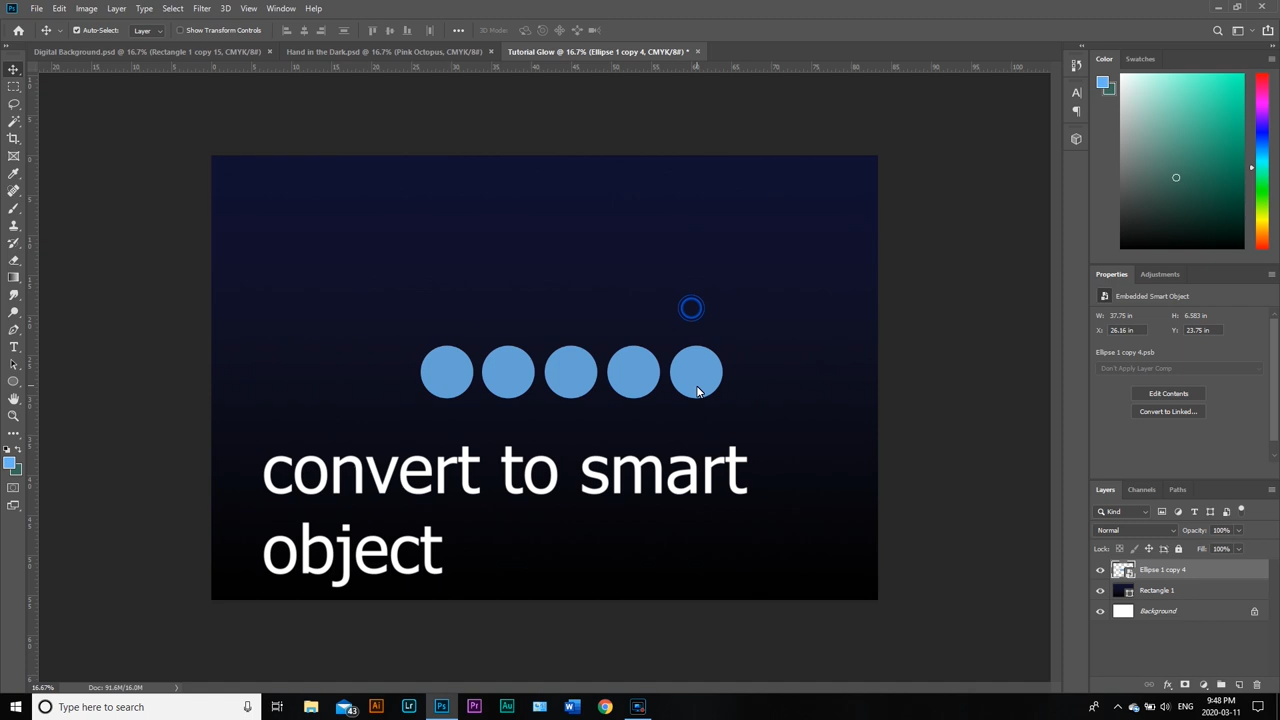 File Edit Image Layer Type Select Filter 3D View Window Help
Auto-Select: Layer Show Transform Controls 3D Mode:
Digital Background.psd @ 16.7% (Rectangle 1 copy 15, CMYK/8#) Hand in the Dark.psd @ 16.7% (Pink Octopus, CMYK/8#) Tutorial Glow @ 16.7% (Ellipse 1 copy 4, CMYK/8#) *
Color Swatches
Properties Adjustments
Embedded Smart Object
W: 37.75 in H: 6.583 in
X: 26.16 in Y: 23.75 in
Ellipse 1 copy 4.psb
Don't Apply Layer Comp
Edit Contents
Convert to Linked...
convert to smart
object
Layers Channels Paths
Kind
Normal Opacity: 100%
Lock: Fill: 100%
Ellipse 1 copy 4
Rectangle 1
Background
16.67% Doc: 91.6M/16.0M
Type here to search
43
9:48 PM
2020-03-11